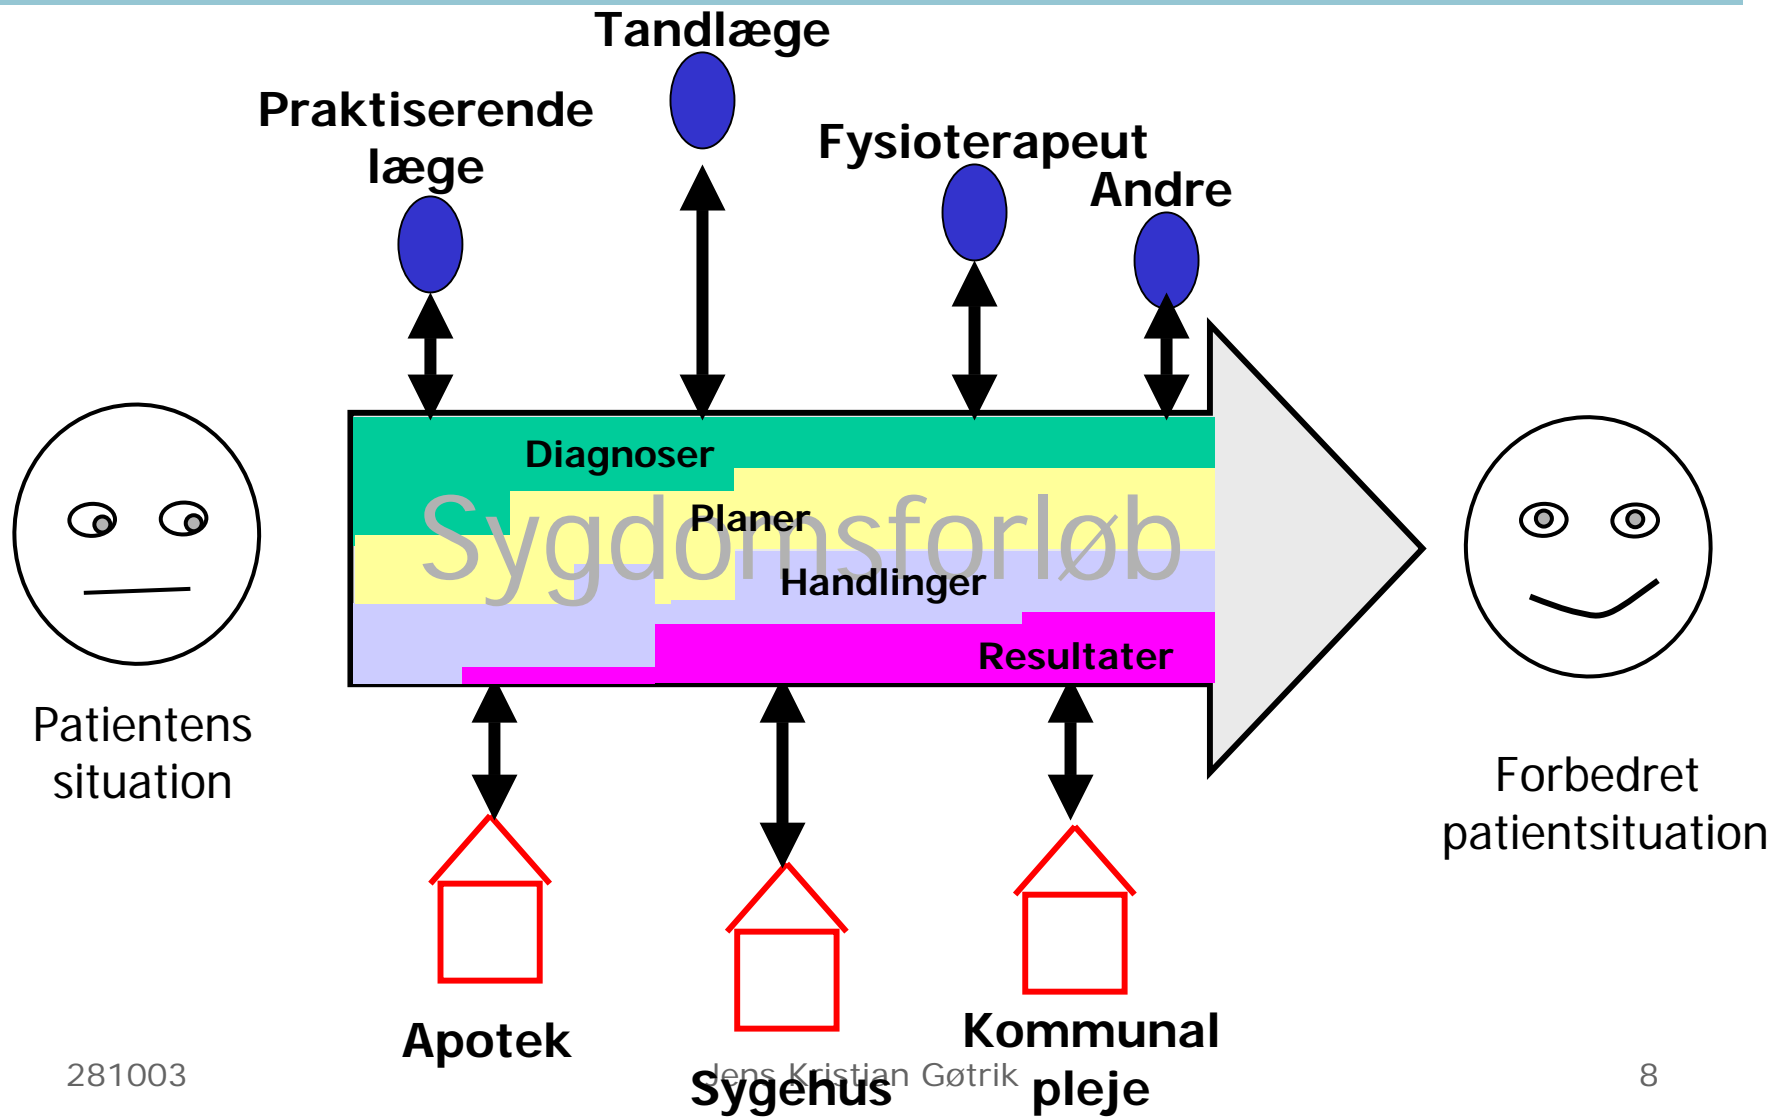 Tandlæge
Praktiserende
læge
Fysioterapeut
Andre
Diagnoser
Sygdomsforløb
Planer
Handlinger
Resultater
Patientens
situation
Forbedret
patientsituation
Apotek
Sygehus
Kommunal
pleje
281003
Jens Kristian Gøtrik
8